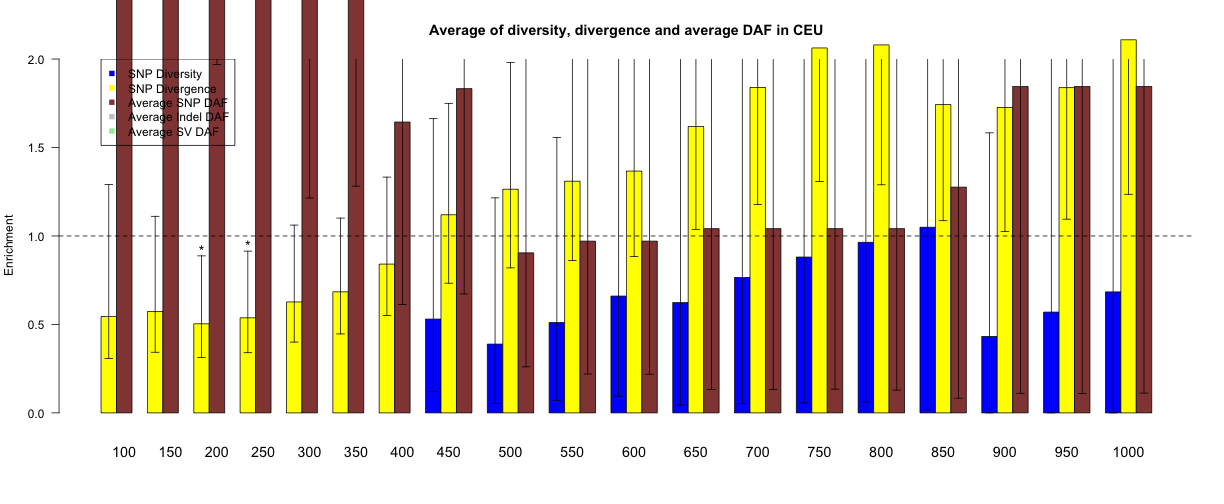 Average of diversity, divergence and average DAF in CEU
Enrichment
2.0
1.5
1.0
0.5
0.0
SNP Diversity
SNP Divergence
Average SNP DAF
Average Indel DAF
Average SV DAF
*
*
100 150 200 250 300 350 400 450 500 550 600 650 700 750 800 850 900 950 1000